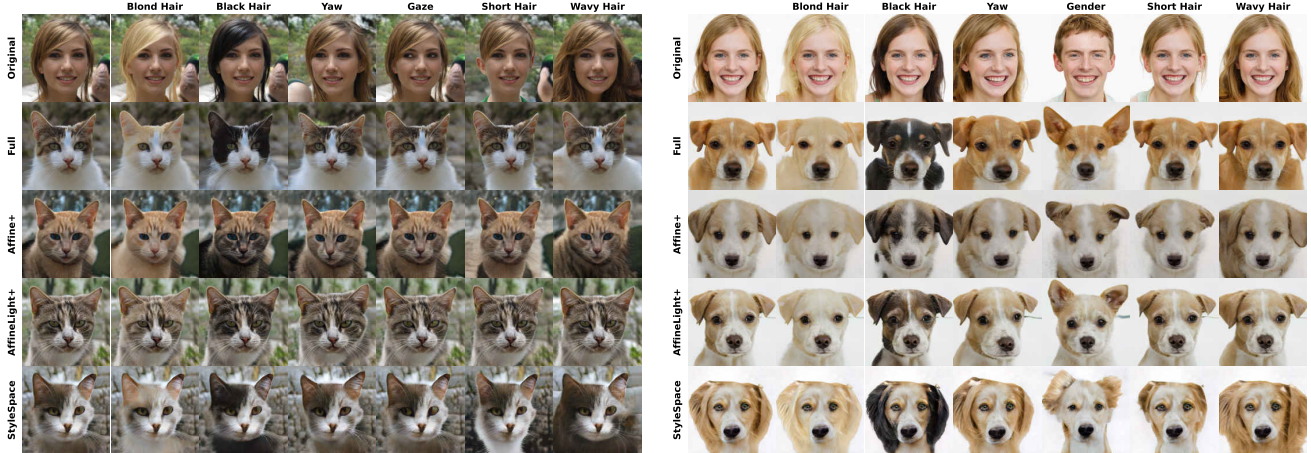 Blond Hair Black Hair Yaw Gaze Short Hair Wavy Hair
Original
Full
Affine+
AffineLight+
StyleSpace
Blond Hair Black Hair Yaw Gender Short Hair Wavy Hair
Original
Full
Affine+
AffineLight+
StyleSpace